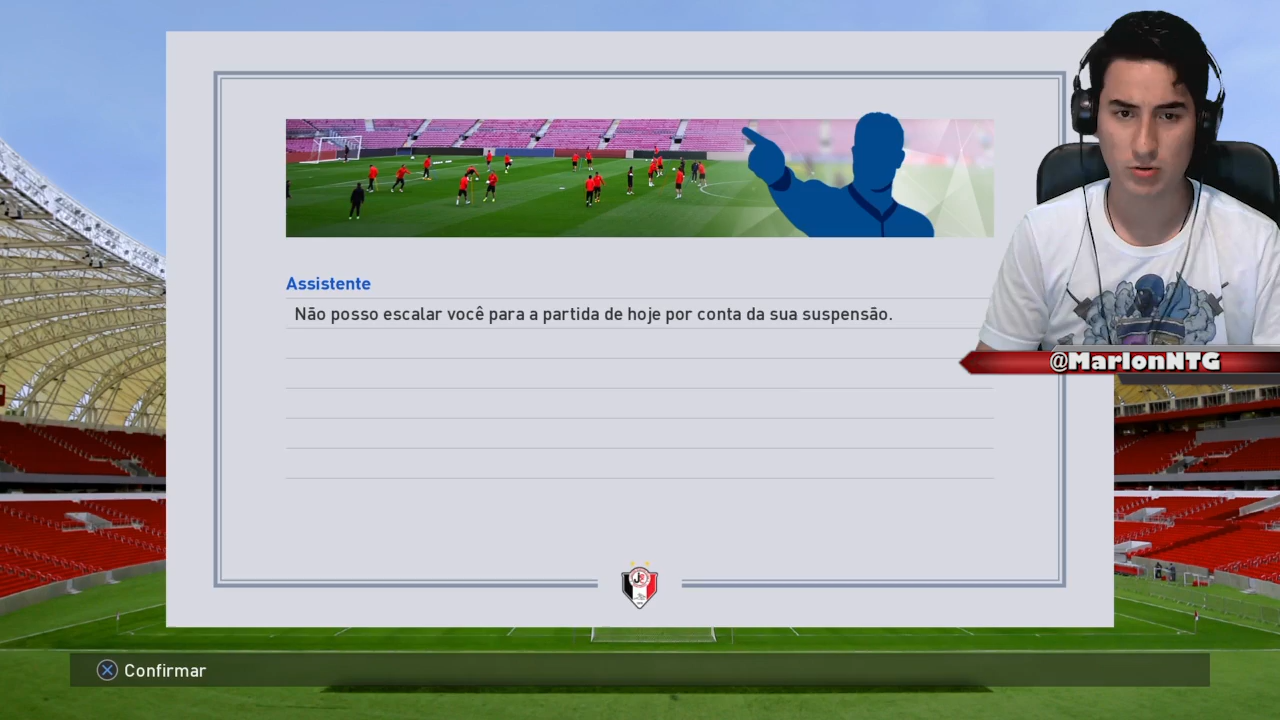 Assistente
Não posso escalar você para a partida de hoje por conta da sua suspensão.
@MarlonNTG
Confirmar